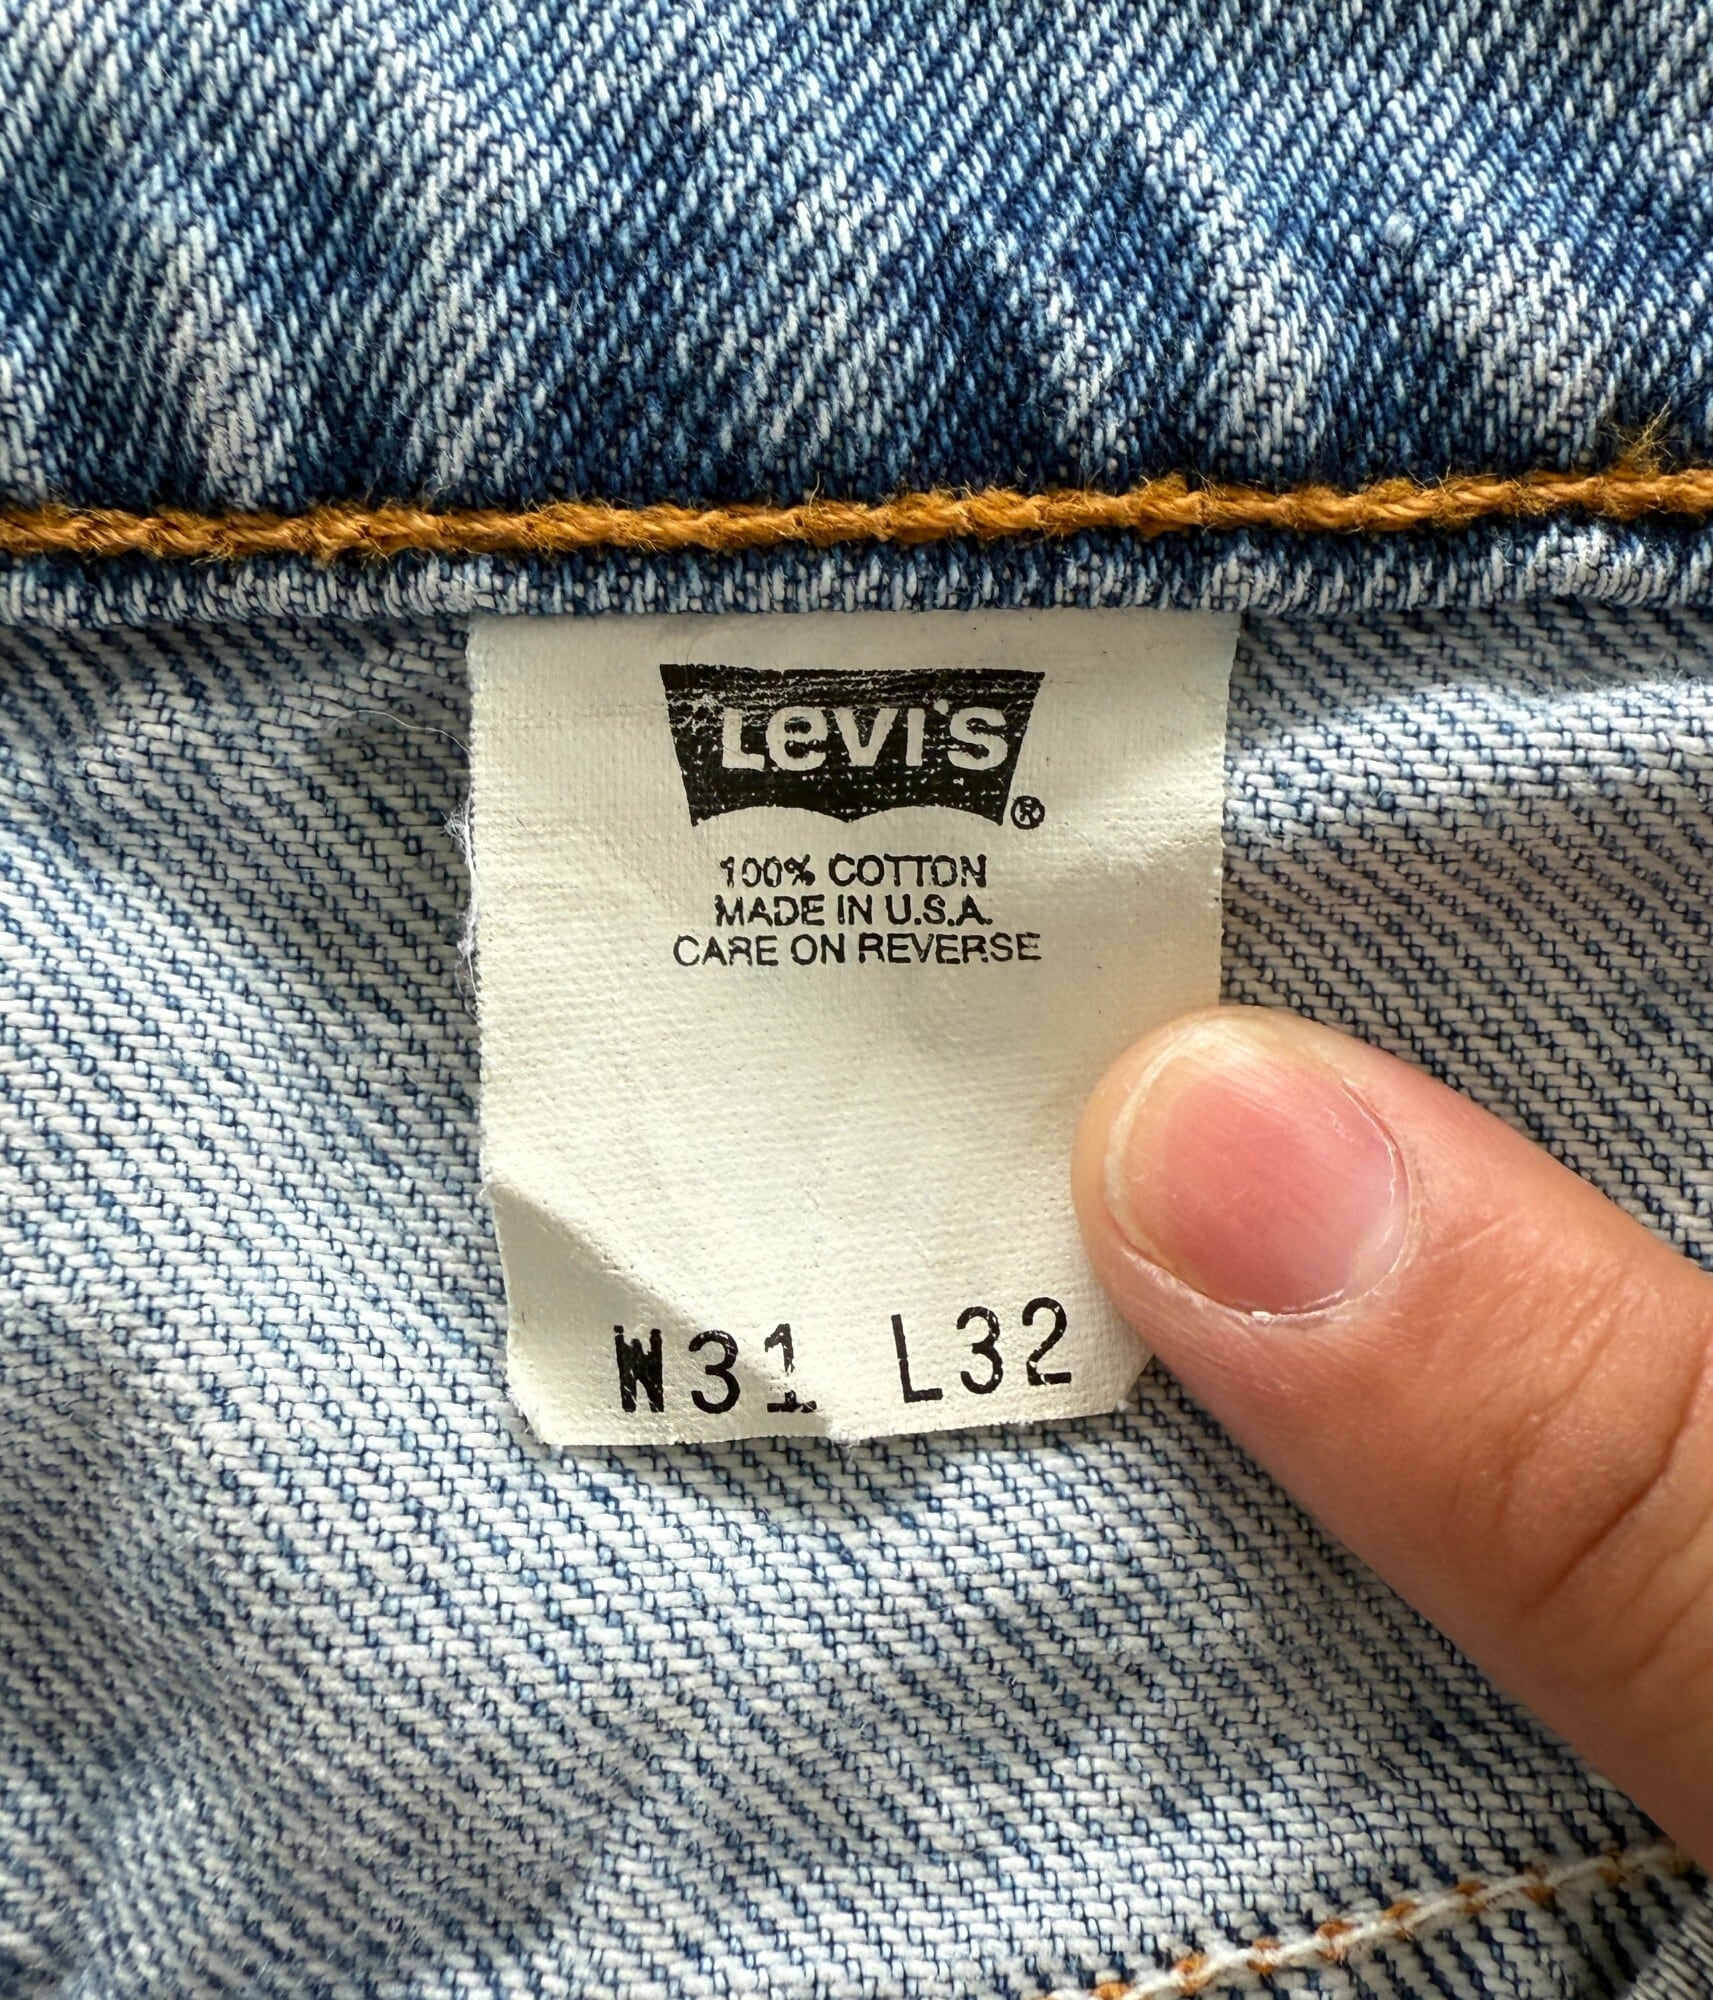 Levi's
®
100% COTTON
MADE IN U.S.A.
CARE ON REVERSE
W31 L32